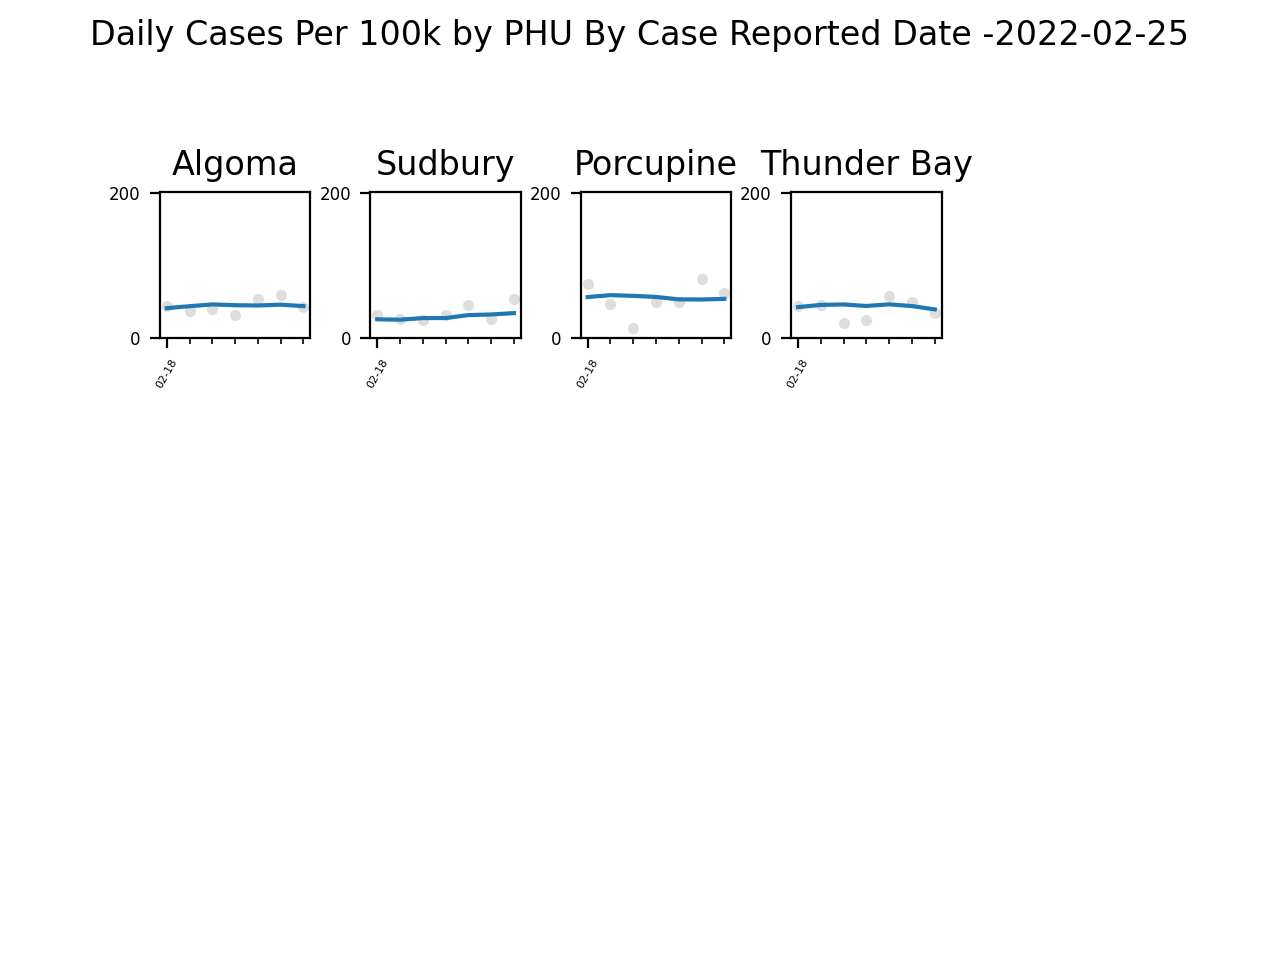 Daily Cases Per 100k by PHU By Case Reported Date -2022-02-25
Algoma Sudbury Porcupine Thunder Bay
200 200 200 200
0 0 0 0
02-18 02-18 02-18 02-18